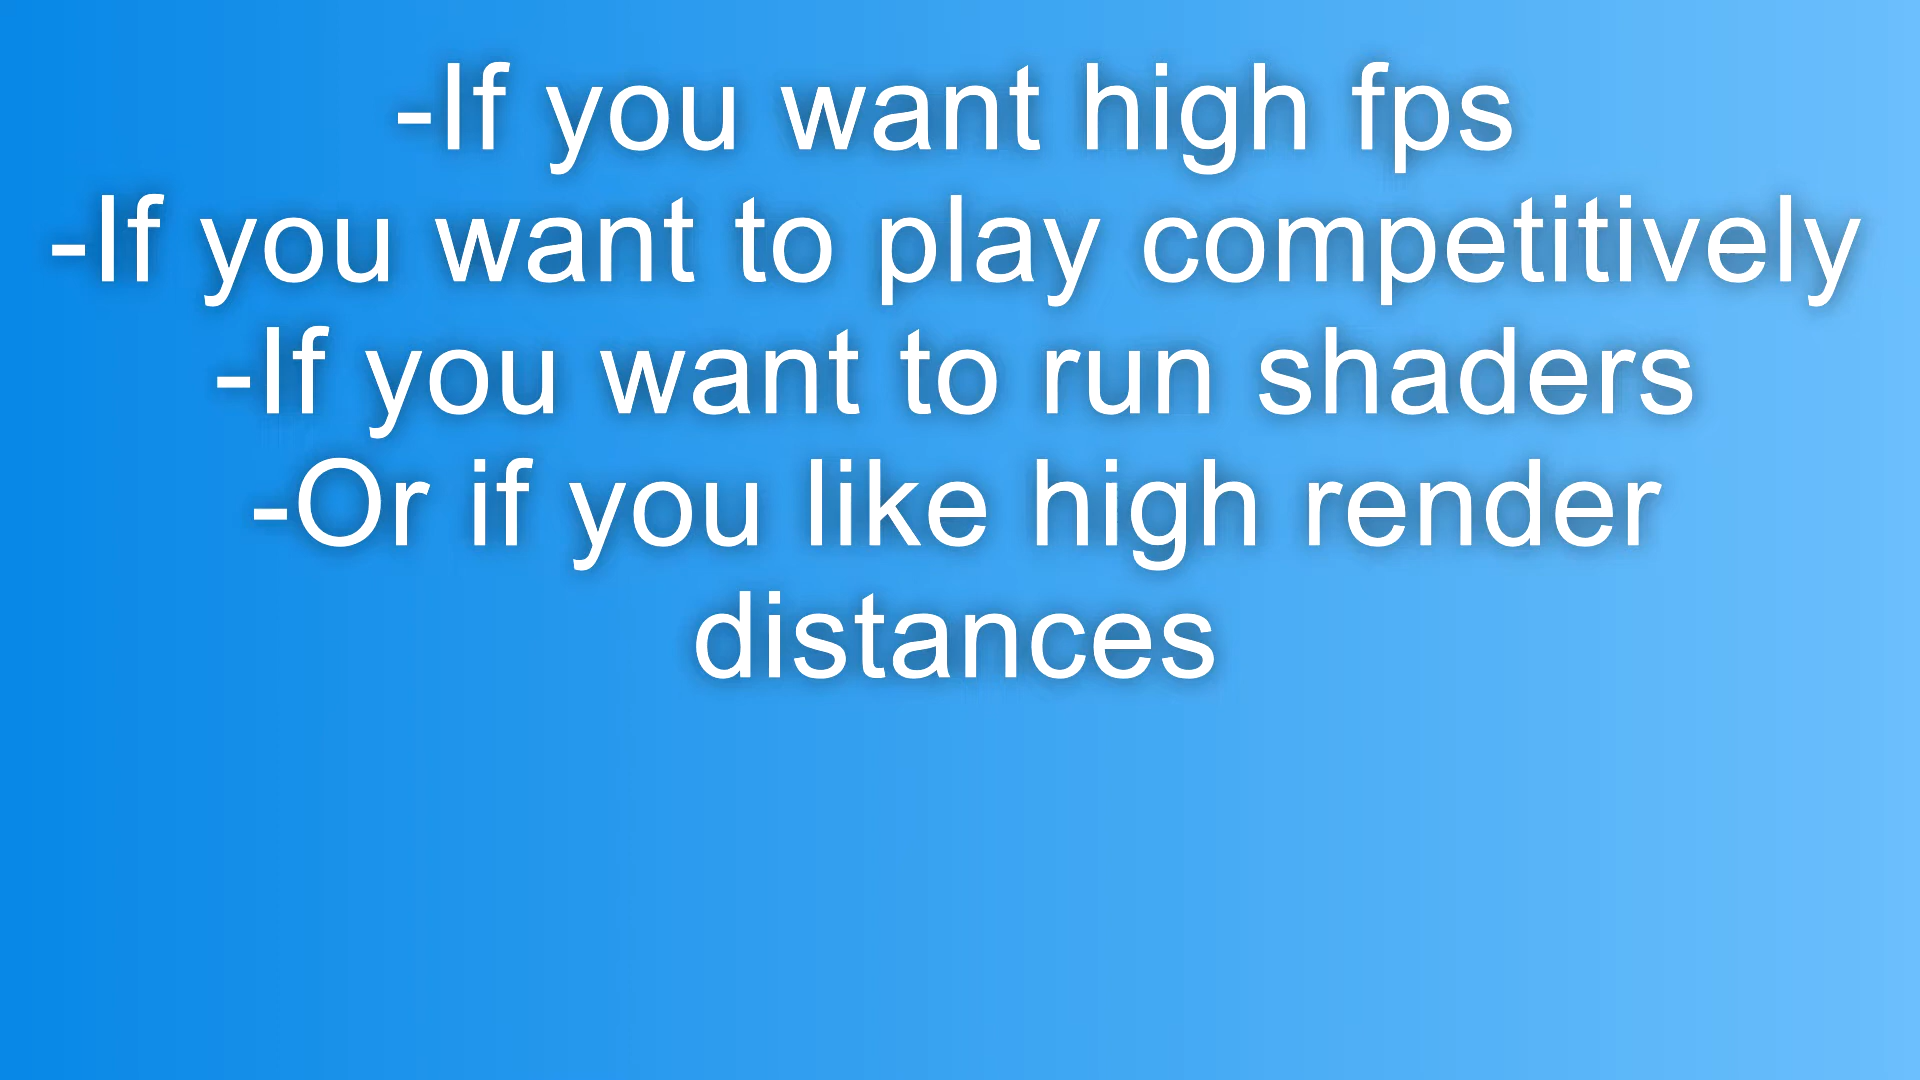 -If you want high fps
-If you want to play competitively
-If you want to run shaders
-Or if you like high render
distances